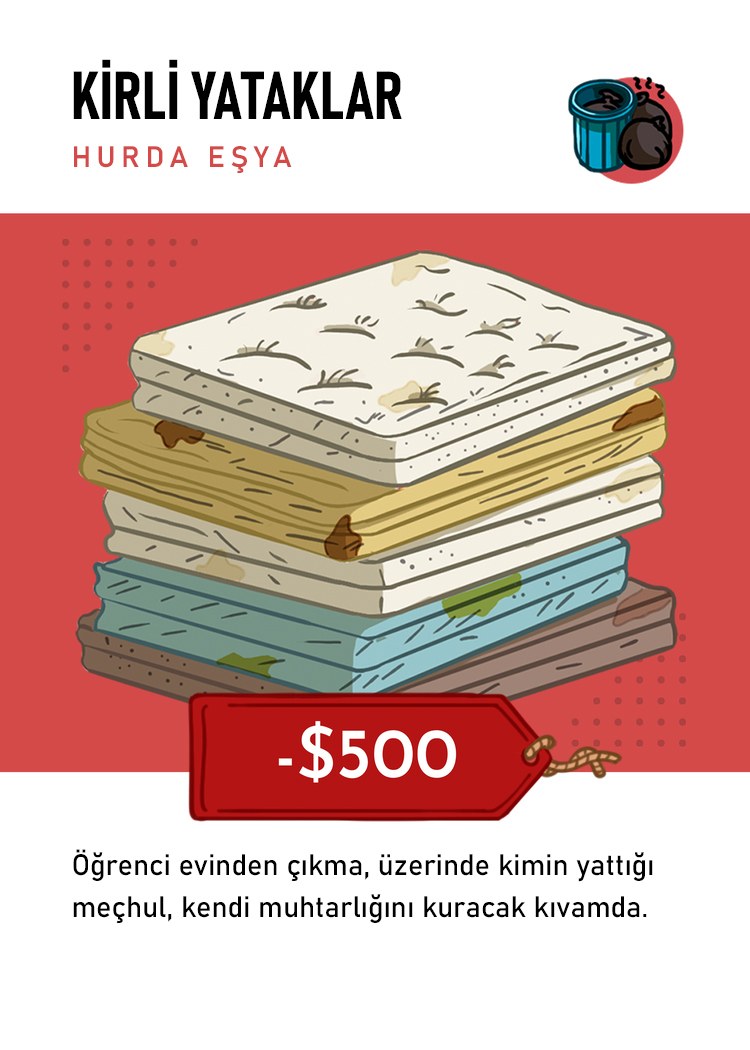 KİRLİ YATAKLAR
HURDA EŞYA
-$500
Öğrenci evinden çıkma, üzerinde kimin yattığı
meçhul, kendi muhtarlığını kuracak kıvamda.